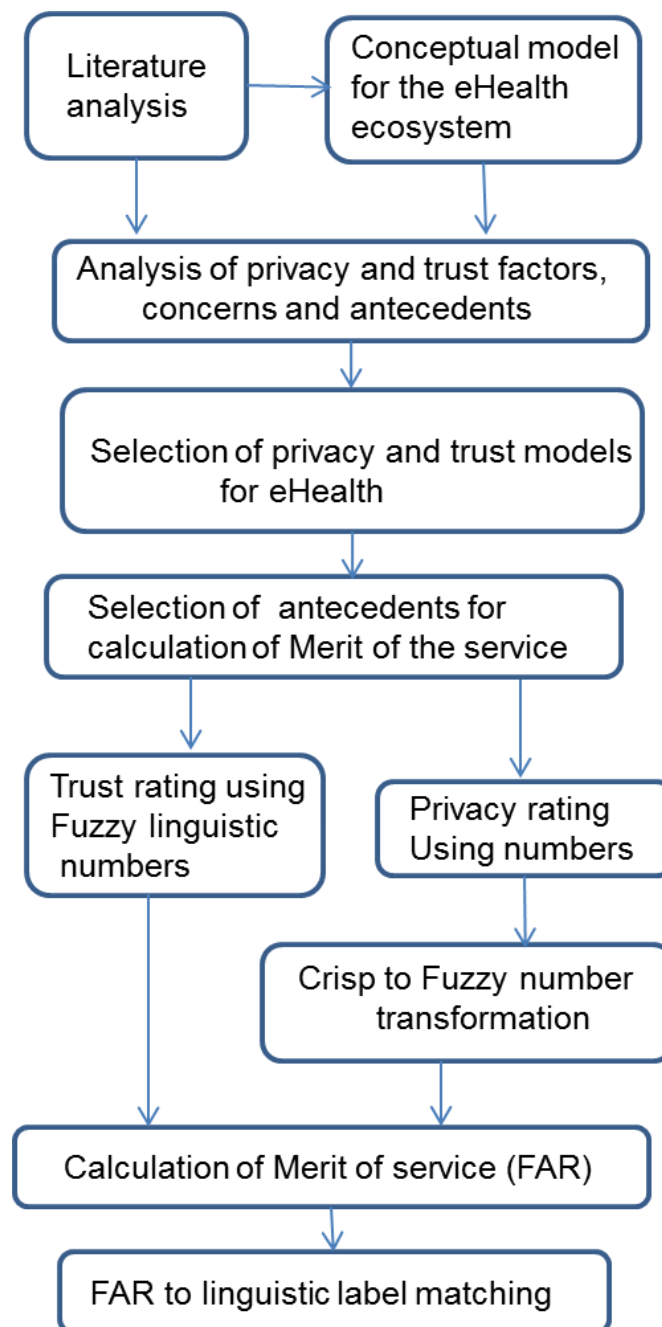 Literature
analysis
Conceptual model
for the eHealth
ecosystem
Analysis of privacy and trust factors,
concerns and antecedents
Selection of privacy and trust models
for eHealth
Selection of antecedents for
calculation of Merit of the service
Trust rating using
Fuzzy linguistic
numbers
Privacy rating
Using numbers
Crisp to Fuzzy number
transformation
Calculation of Merit of service (FAR)
FAR to linguistic label matching